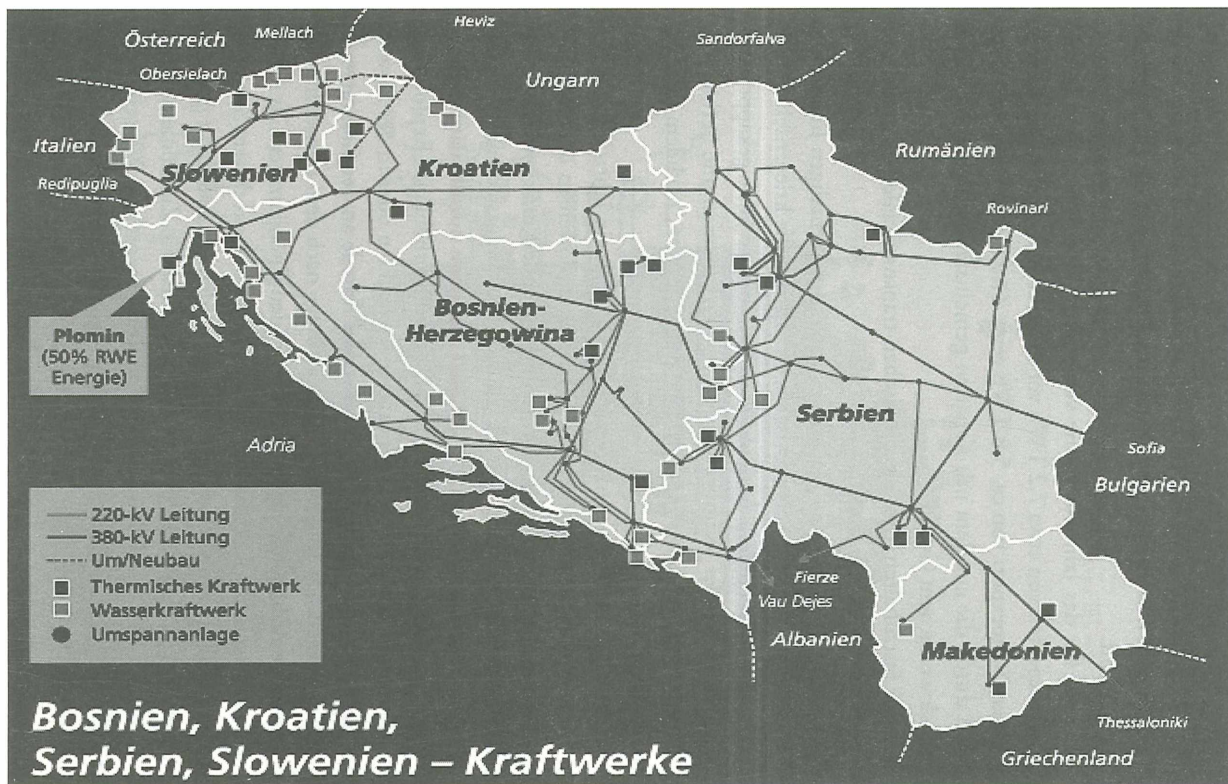 Österreich
Mellach
Heviz
Sandorfalva
Obersielach
Ungarn
Italien
Slowenien
Kroatien
Rumänien
Redipuglia
Rovinari
Bosnien-
Herzegowina
Plomin
(50% RWE
Energie)
Serbien
Adria
Sofia
Bulgarien
220-kV Leitung
380-kV Leitung
Um/Neubau
Thermisches Kraftwerk
Wasserkraftwerk
Umspannanlage
Fierze
Vau Dejes
Albanien
Makedonien
Thessaloniki
Griechenland
Bosnien, Kroatien,
Serbien, Slowenien – Kraftwerke